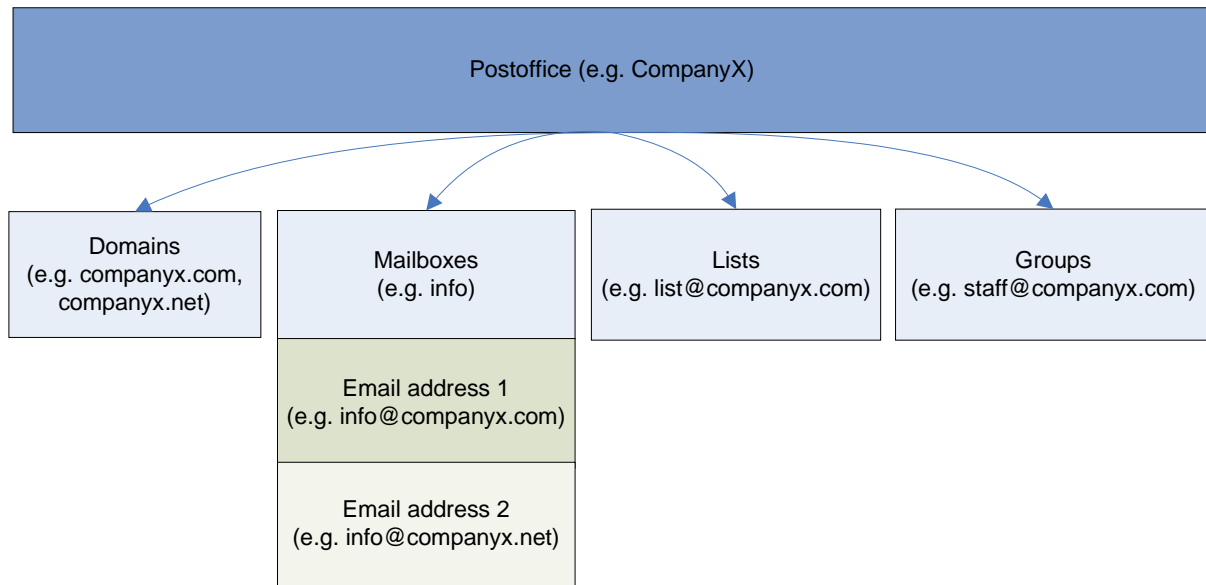 Postoffice (e.g. CompanyX)
Domains
(e.g. companyx.com,
companyx.net)
Mailboxes
(e.g. info)
Lists
(e.g. list@companyx.com)
Groups
(e.g. staff@companyx.com)
Email address 1
(e.g. info@companyx.com)
Email address 2
(e.g. info@companyx.net)